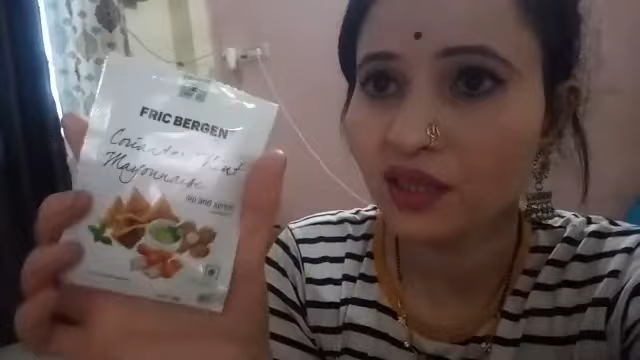 FRIC BERGEN
Coriander Mint
Mayonnaise
dip and spread